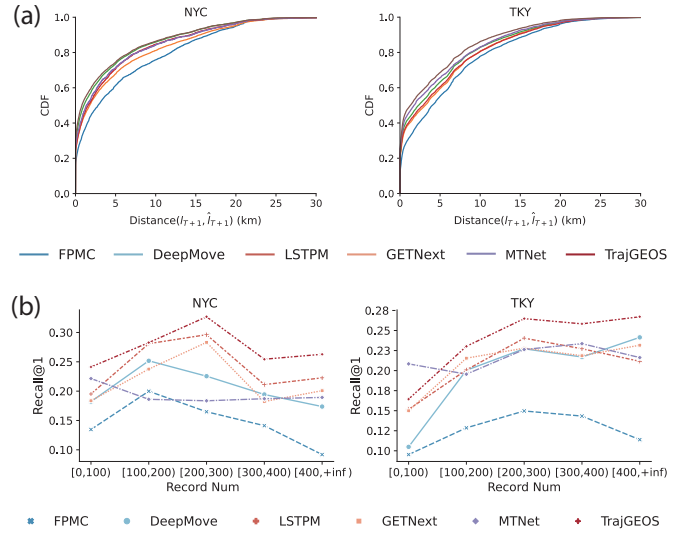 (a)
NYC
TKY
1.0
0.8
0.6
0.4
0.2
0.0
CDF
0
5
10
15
20
25
30
Distance(l_{T+1}, \hat{l}_{T+1}) (km)
1.0
0.8
0.6
0.4
0.2
0.0
CDF
0
5
10
15
20
25
30
Distance(l_{T+1}, \hat{l}_{T+1}) (km)
FPMC DeepMove LSTPM GETNext MTNet TrajGEOS
(b)
NYC
TKY
0.30
0.25
0.20
0.15
0.10
Recall@1
[0,100) [100,200) [200,300) [300,400) [400,+inf)
Record Num
0.28
0.25
0.23
0.20
0.18
0.15
0.12
0.10
Recall@1
[0,100) [100,200) [200,300) [300,400) [400,+inf)
Record Num
FPMC DeepMove LSTPM GETNext MTNet TrajGEOS